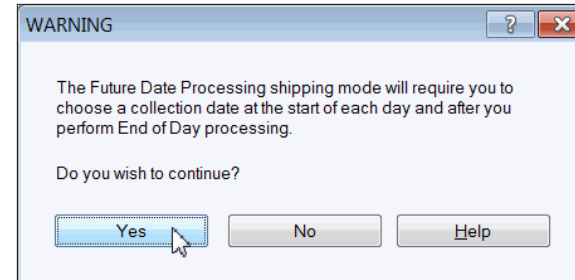 WARNING
?
The Future Date Processing shipping mode will require you to
choose a collection date at the start of each day and after you
perform End of Day processing.
Do you wish to continue?
Yes No Help